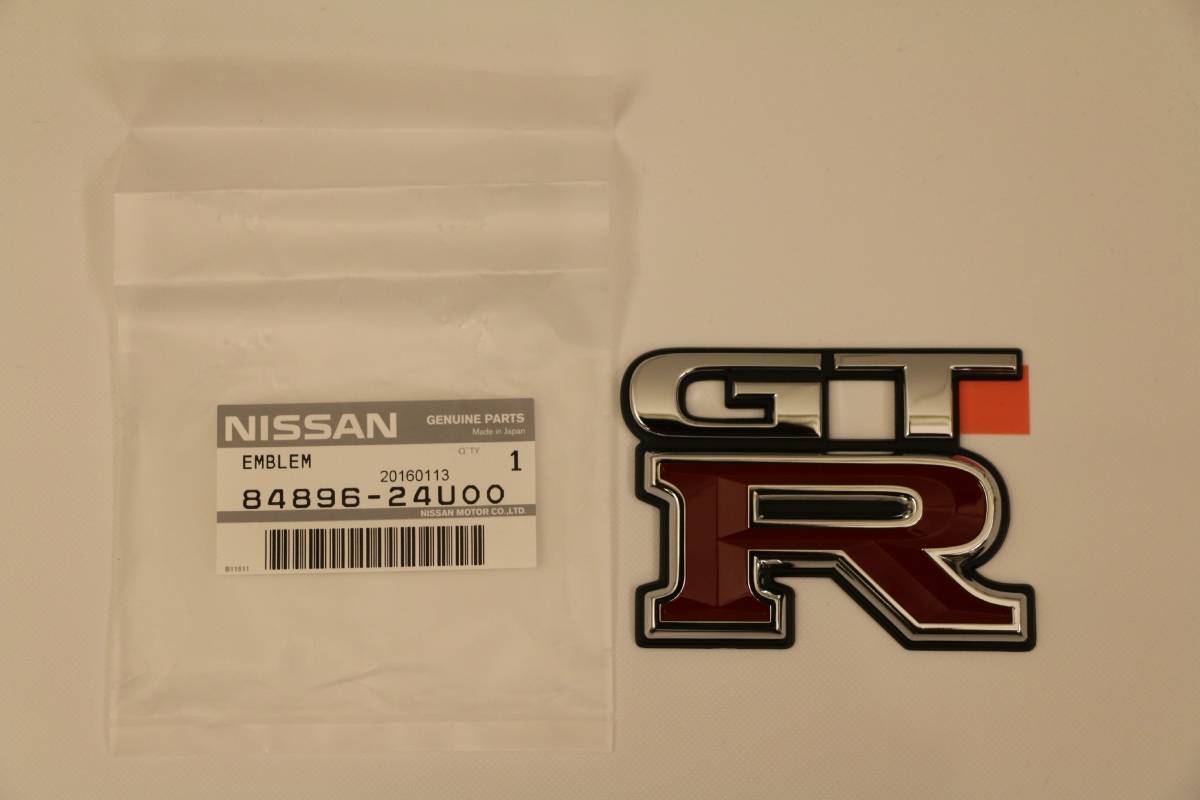 NISSAN
GENUINE PARTS
Made in Japan
EMBLEM
Q'TY
1
20160113
84896-24U00
NISSAN MOTOR CO.,LTD.
B11511
GT
R